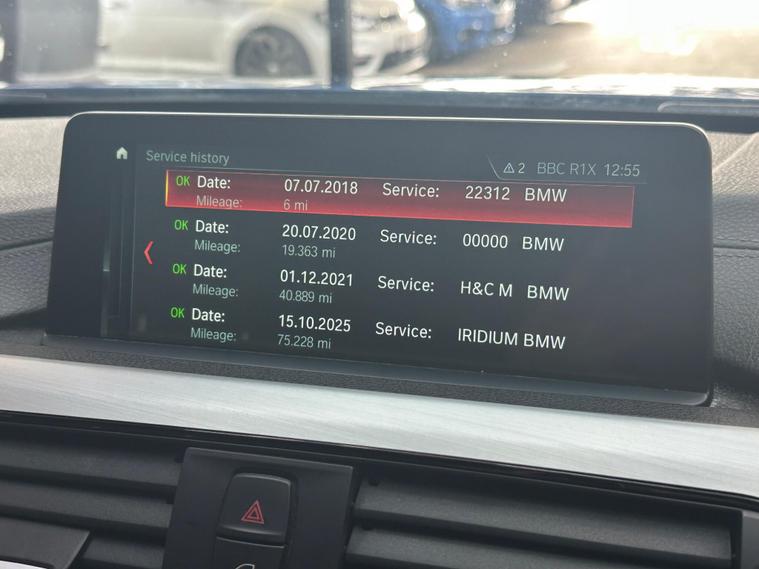 Service history
2 BBC R1X 12:55
OK Date: 07.07.2018 Service: 22312 BMW
Mileage: 6 mi
OK Date: 20.07.2020 Service: 00000 BMW
Mileage: 19.363 mi
OK Date: 01.12.2021 Service: H&C M BMW
Mileage: 40.889 mi
OK Date: 15.10.2025 Service: IRIDIUM BMW
Mileage: 75.228 mi